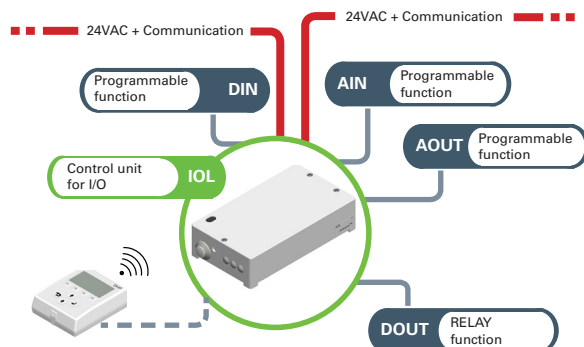 24VAC + Communication
24VAC + Communication
Programmable
function
DIN
AIN
Programmable
function
AOUT
Programmable
function
Control unit
for I/O
IOL
DOUT
RELAY
function